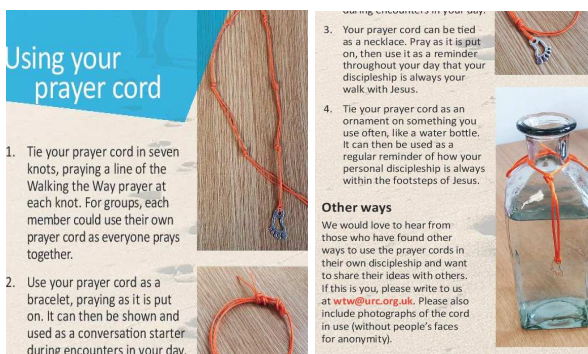 Using your
prayer cord
1. Tie your prayer cord in seven
knots, praying a line of the
Walking the Way prayer at
each knot. For groups, each
member could use their own
prayer cord as everyone prays
together.
2. Use your prayer cord as a
bracelet, praying as it is put
on. It can then be shown and
used as a conversation starter
during encounters in your day.
during encounters in your day.
3. Your prayer cord can be tied
as a necklace. Pray as it is put
on, then use it as a reminder
throughout your day that your
discipleship is always your
walk with Jesus.
4. Tie your prayer cord as an
ornament on something you
use often, like a water bottle.
It can then be used as a
regular reminder of how your
personal discipleship is always
within the footsteps of Jesus.
Other ways
We would love to hear from
those who have found other
ways to use the prayer cords in
their own discipleship and want
to share their ideas with others.
If this is you, please write to us
at wtw@urc.org.uk. Please also
include photographs of the cord
in use (without people's faces
for anonymity).